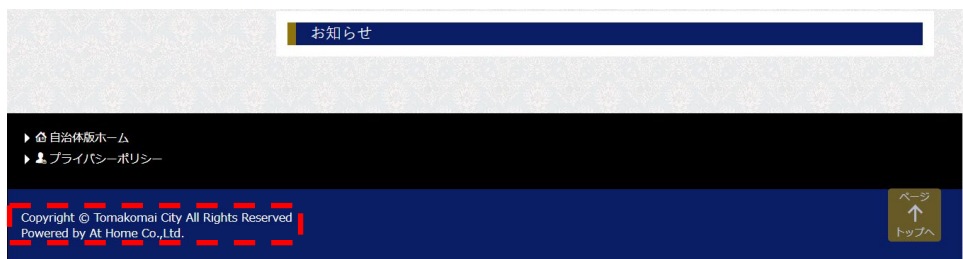 お知らせ
自治体版ホーム
プライバシーポリシー
Copyright © Tomakomai City All Rights Reserved
Powered by At Home Co.,Ltd.
ページ
トップへ